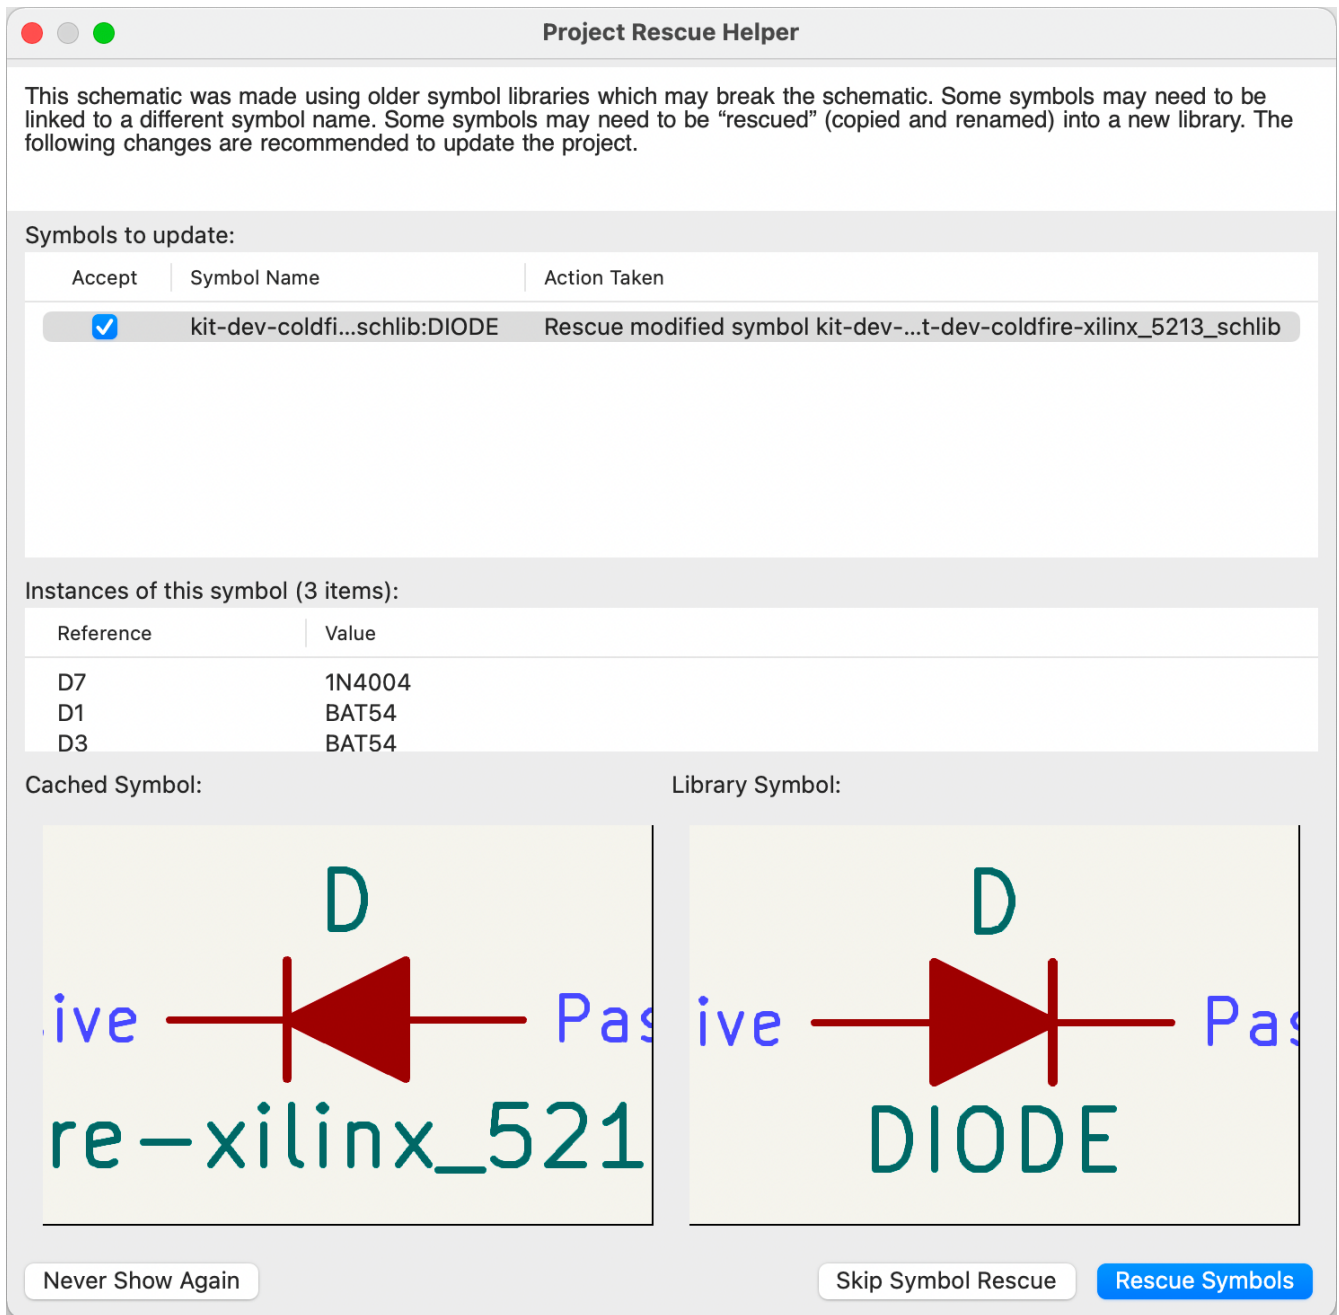 Project Rescue Helper
This schematic was made using older symbol libraries which may break the schematic. Some symbols may need to be
linked to a different symbol name. Some symbols may need to be “rescued” (copied and renamed) into a new library. The
following changes are recommended to update the project.
Symbols to update:
Accept Symbol Name Action Taken
kit-dev-coldfi...schlib:DIODE Rescue modified symbol kit-dev-...t-dev-coldfire-xilinx_5213_schlib
Instances of this symbol (3 items):
Reference Value
D7 1N4004
D1 BAT54
D3 BAT54
Cached Symbol: Library Symbol:
D D
ive Pas ive Pas
re-xilinx_521 DIODE
Never Show Again Skip Symbol Rescue Rescue Symbols